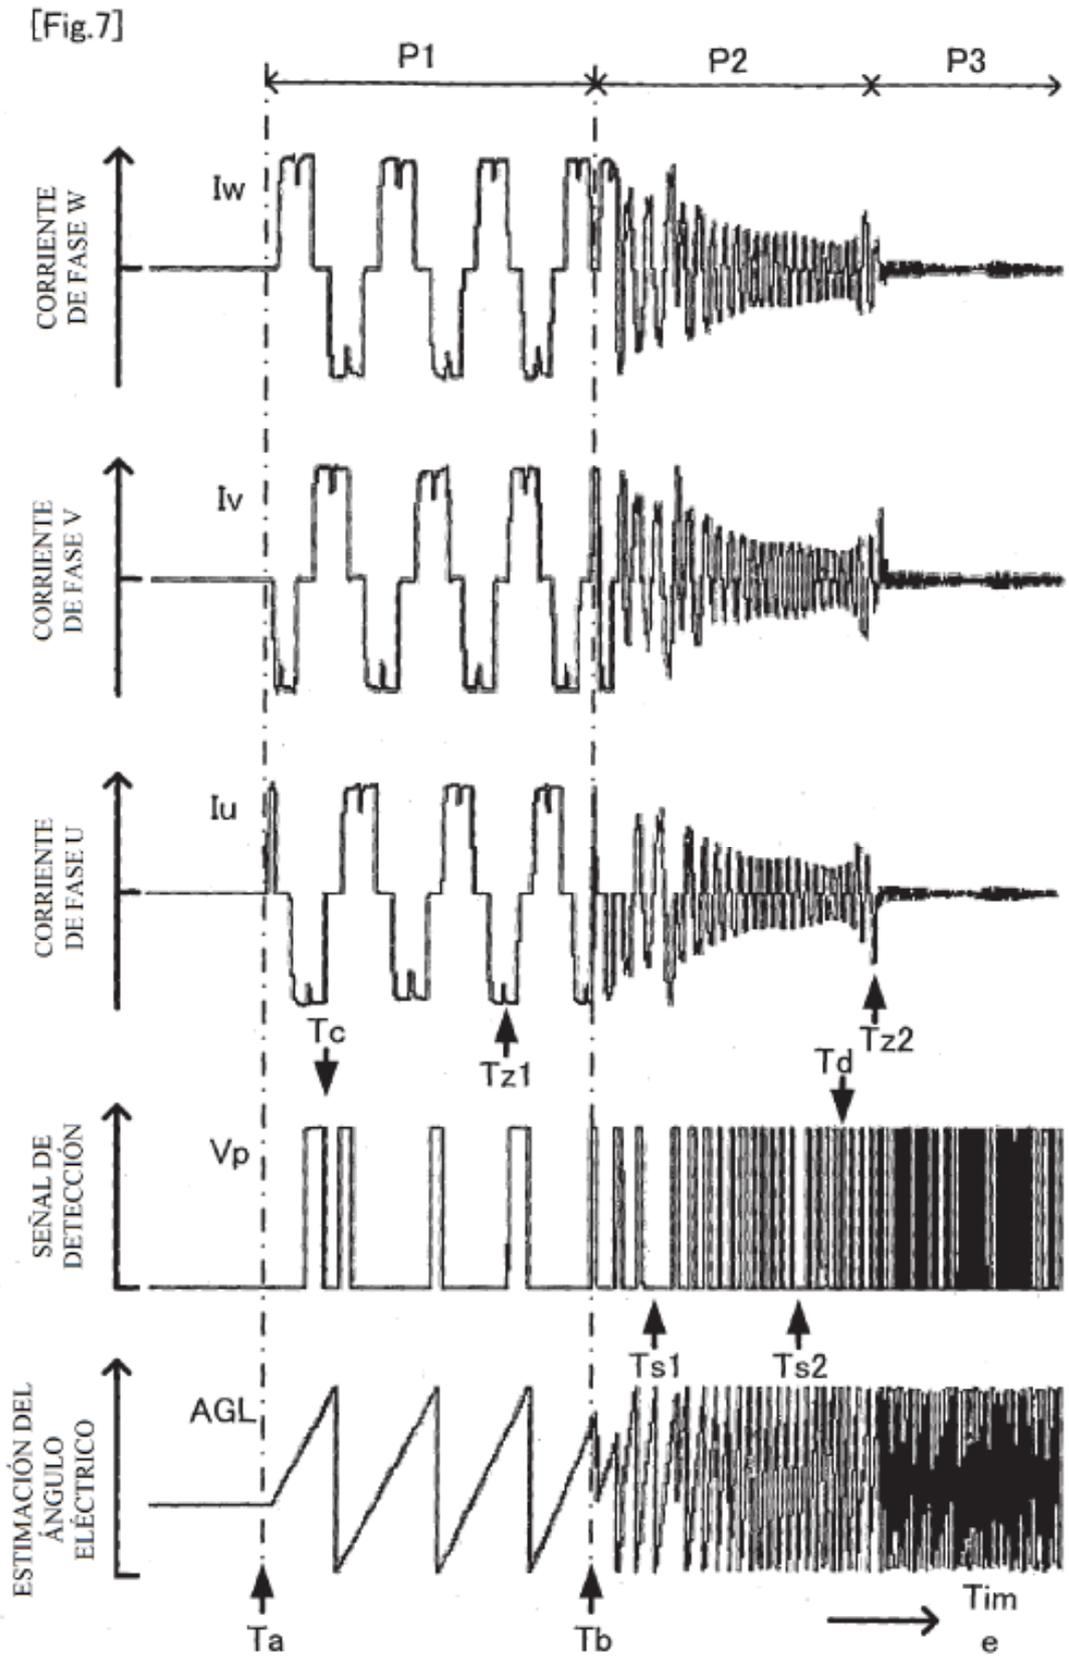 [Fig.7]
P1
P2
P3
CORRIENTE
DE FASE W
Iw
CORRIENTE
DE FASE V
Iv
CORRIENTE
DE FASE U
Iu
Tc
Tz1
Tz2
Td
SEÑAL DE
DETECCIÓN
Vp
Ts1
Ts2
ESTIMACIÓN DEL
ÁNGULO
ELÉCTRICO
AGL
Ta
Tb
Tim
e